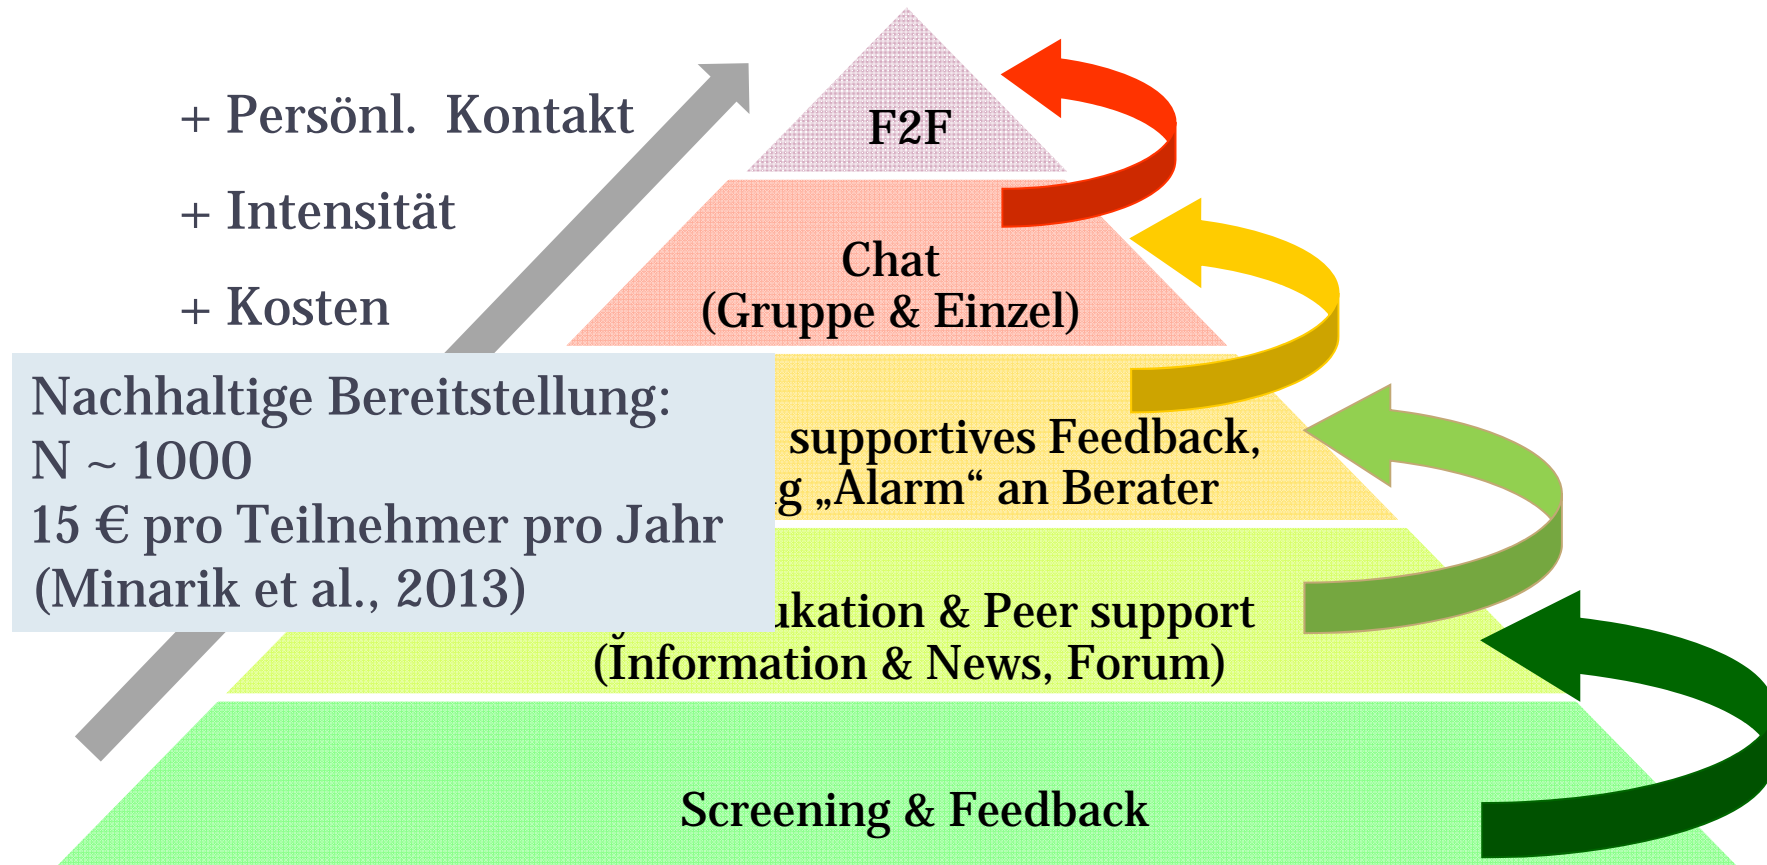 + Persönl. Kontakt
+ Intensität
+ Kosten
F2F
Chat
(Gruppe & Einzel)
Nachhaltige Bereitstellung:
N ~ 1000
15 € pro Teilnehmer pro Jahr
(Minarik et al., 2013)
supportives Feedback,
„Alarm“ an Berater
& Peer support
(Information & News, Forum)
Screening & Feedback